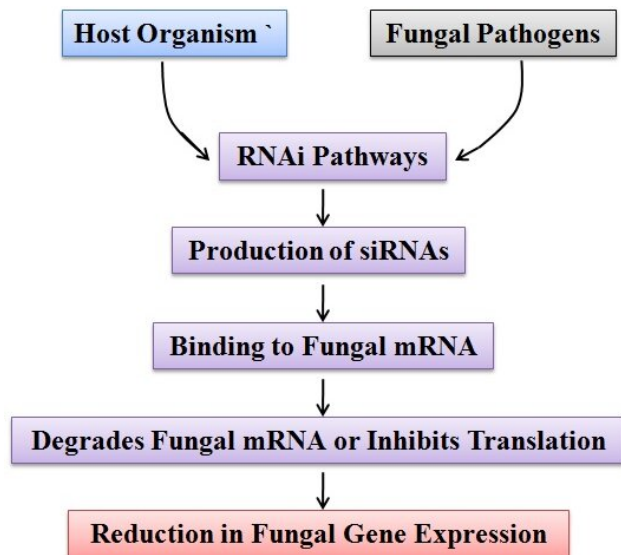 Host Organism `
Fungal Pathogens
RNAi Pathways
Production of siRNAs
Binding to Fungal mRNA
Degrades Fungal mRNA or Inhibits Translation
Reduction in Fungal Gene Expression